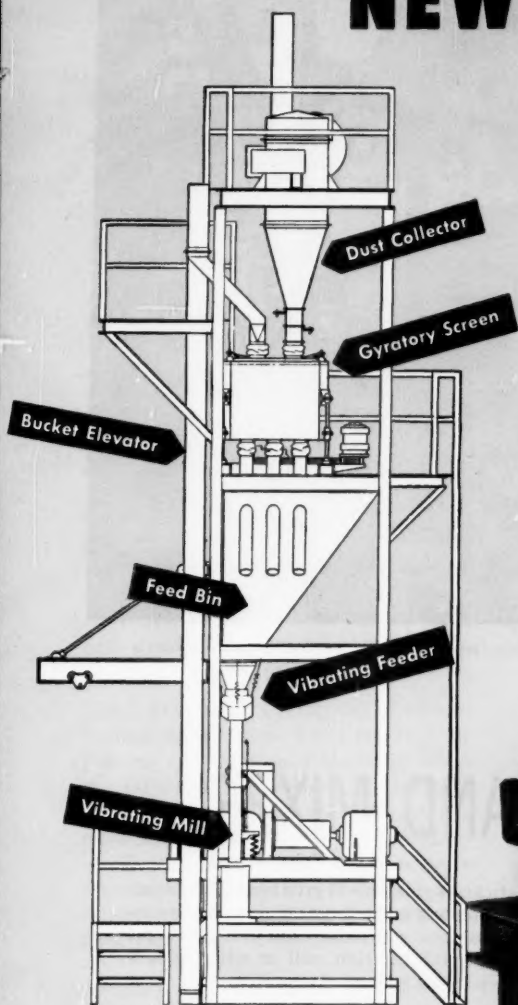 NEW
Dust Collector
Gyratory Screen
Bucket Elevator
Feed Bin
Vibrating Feeder
Vibrating Mill